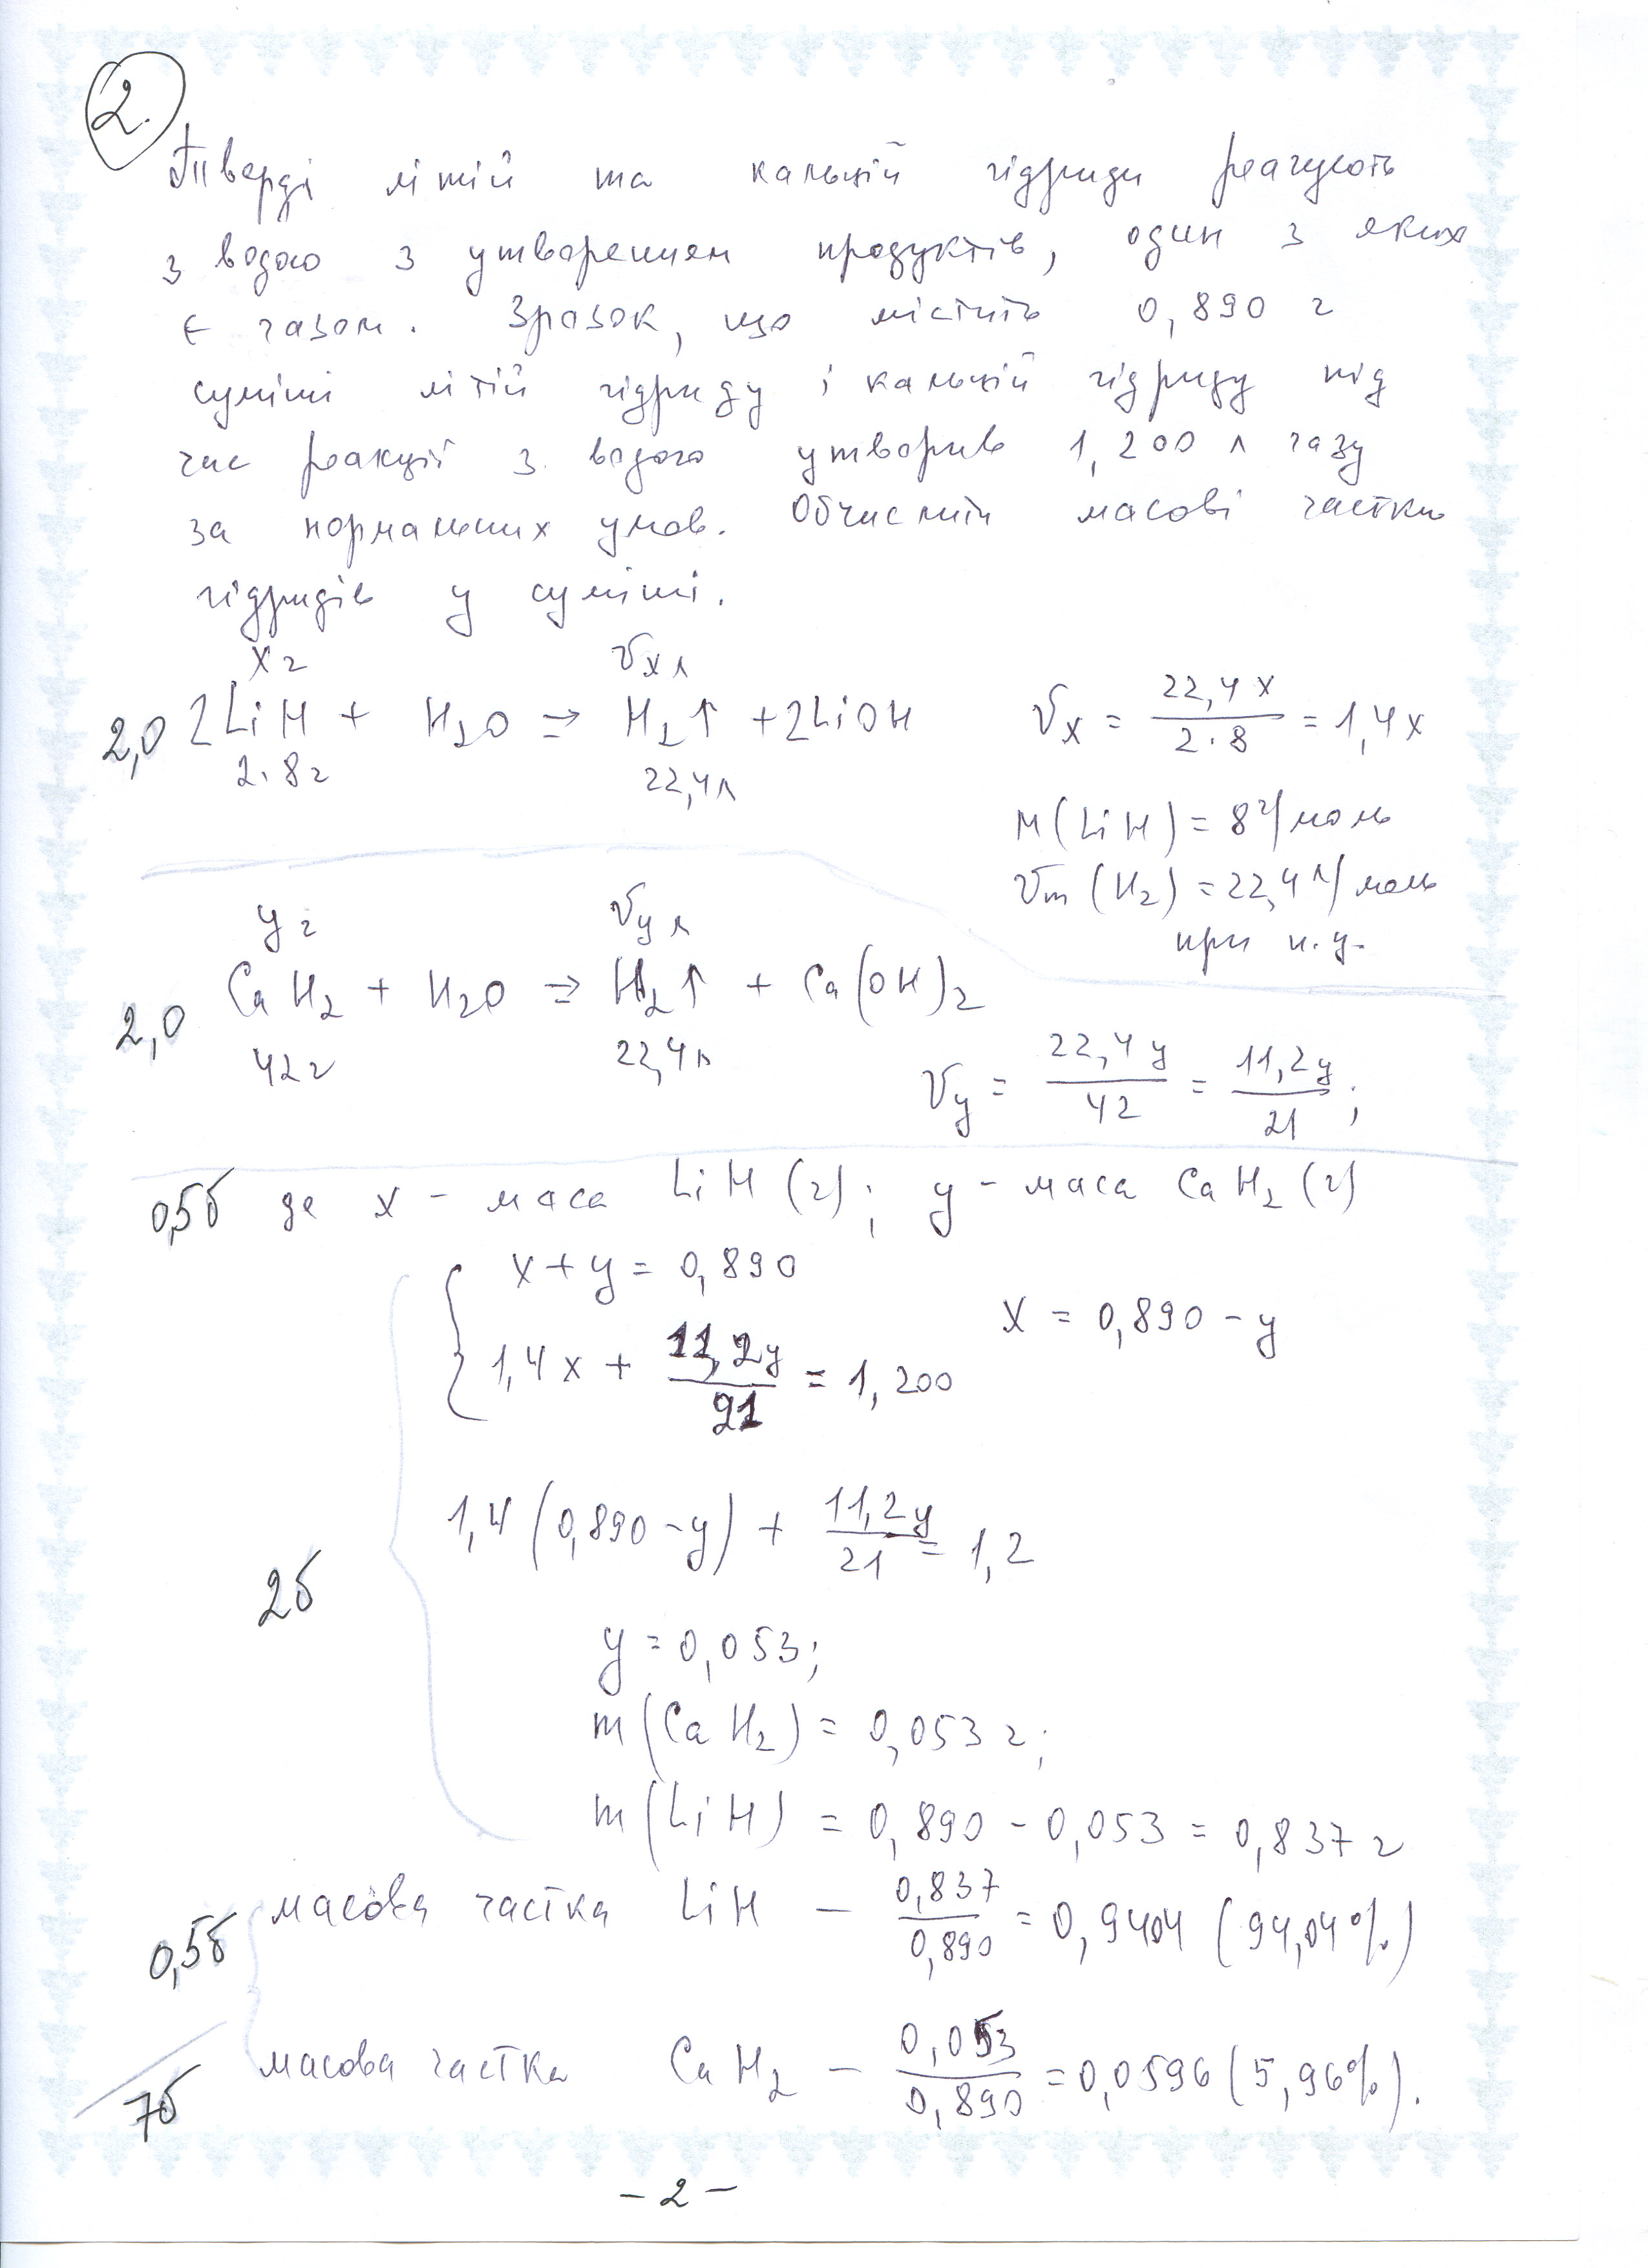 2.
Тверді літій та кальцій гідриди реагують
з водою з утворенням продуктів, один з яких
є газом. Зразок, що містить 0,890 г
суміші літій гідриду і кальцій гідриду під
час реакції з водою утворив 1,200 л газу
за нормальних умов. Обчисліть масові частки
гідридів у суміші.
x г Vx л
2,0 2LiH + H2O => H2↑ + 2LiOH Vx = 22,4x / 2·8 = 1,4x
2·8г 22,4л
M(LiH) = 8г/моль
Vm(H2) = 22,4л/моль
при н.у.
y г Vy л
2,0 CaH2 + H2O => H2↑ + Ca(OH)2
42г 22,4л
Vy = 22,4y / 42 = 11,2y / 21;
0,5б де x - маса LiH (г); y - маса CaH2 (г)
x + y = 0,890
x = 0,890 - y
1,4x + 11,2y / 21 = 1,200
1,4(0,890 - y) + 11,2y / 21 = 1,2
2б
y = 0,053;
m(CaH2) = 0,053 г;
m(LiH) = 0,890 - 0,053 = 0,837 г
0,5б масова частка LiH - 0,837 / 0,890 = 0,9404 (94,04%)
масова частка CaH2 - 0,053 / 0,890 = 0,0596 (5,96%).
7б
- 2 -